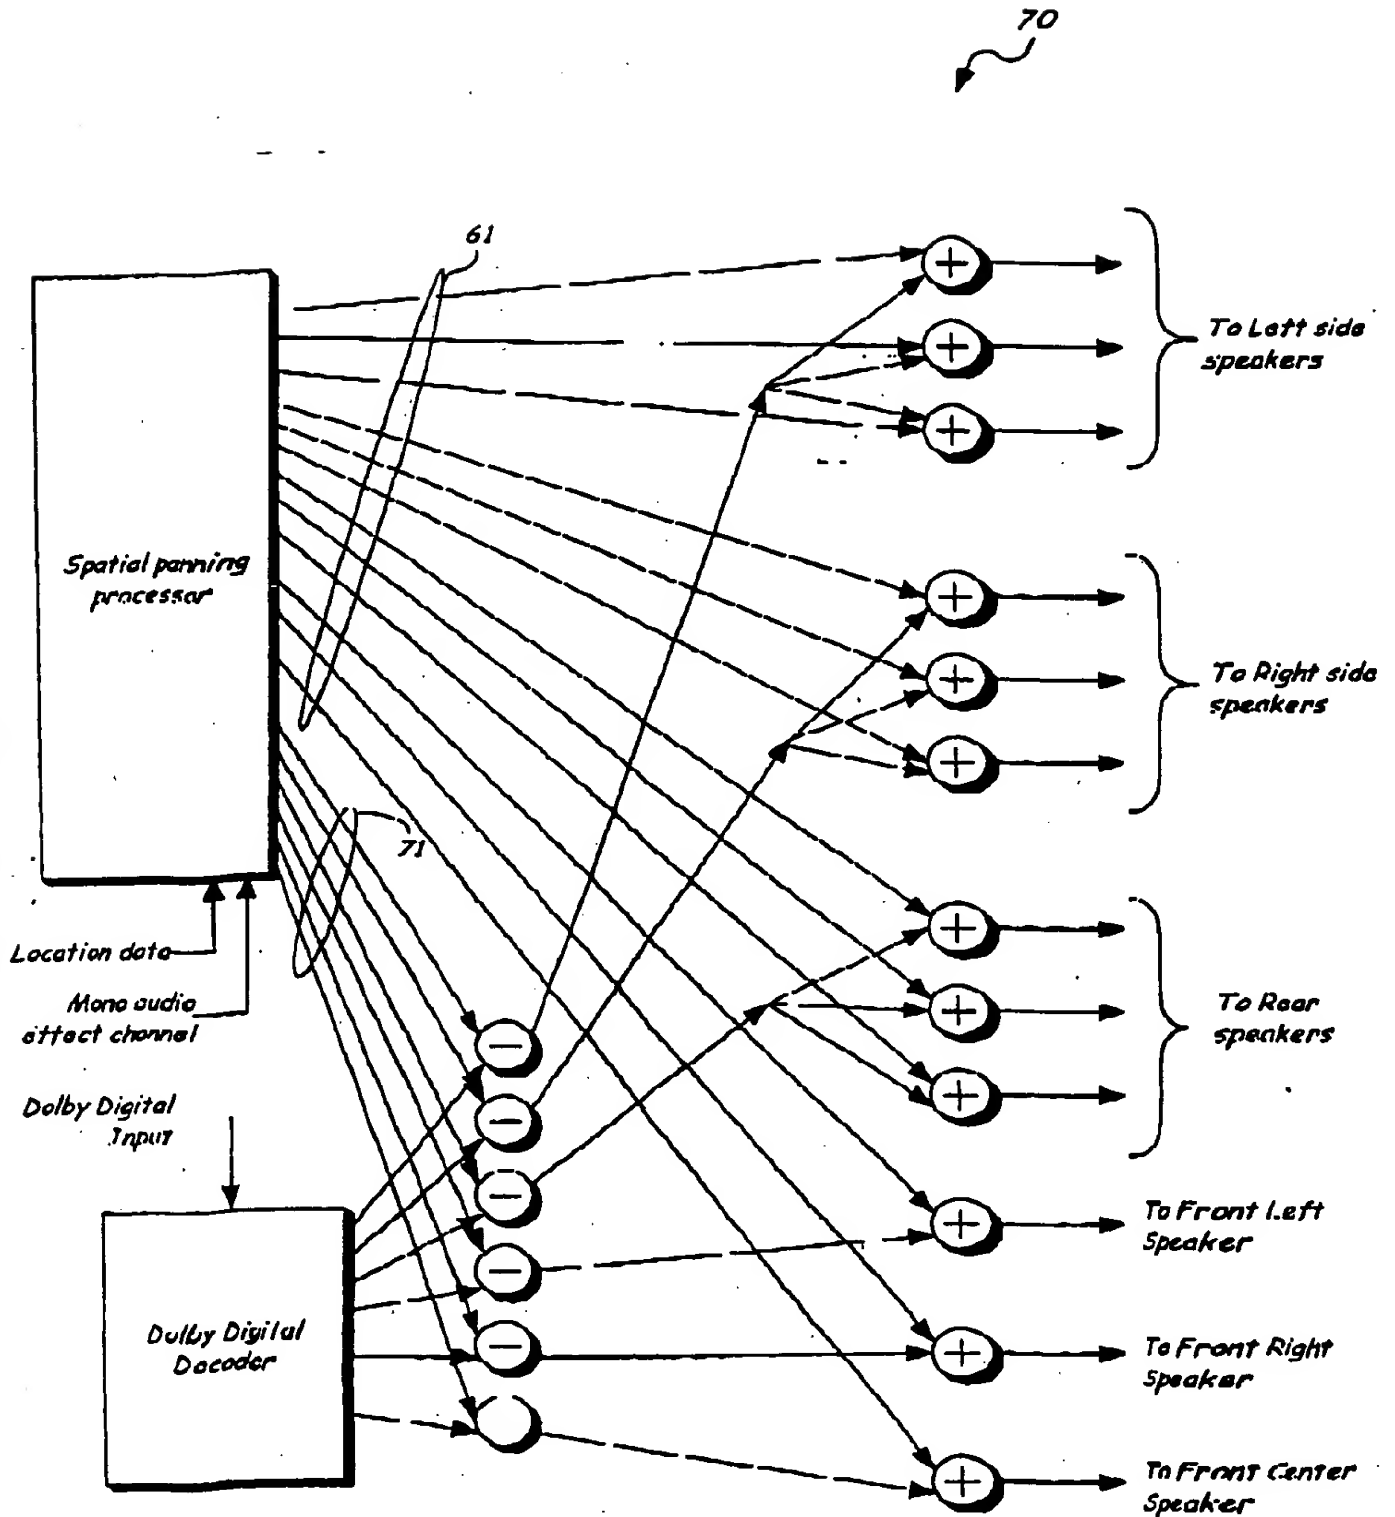 70
61
To Left side
speakers
Spatial panning
processor
To Right side
speakers
71
Location data
Mono audio
effect channel
To Rear
speakers
Dolby Digital
Input
To Front Left
Speaker
Dolby Digital
Decoder
To Front Right
Speaker
To Front Center
Speaker